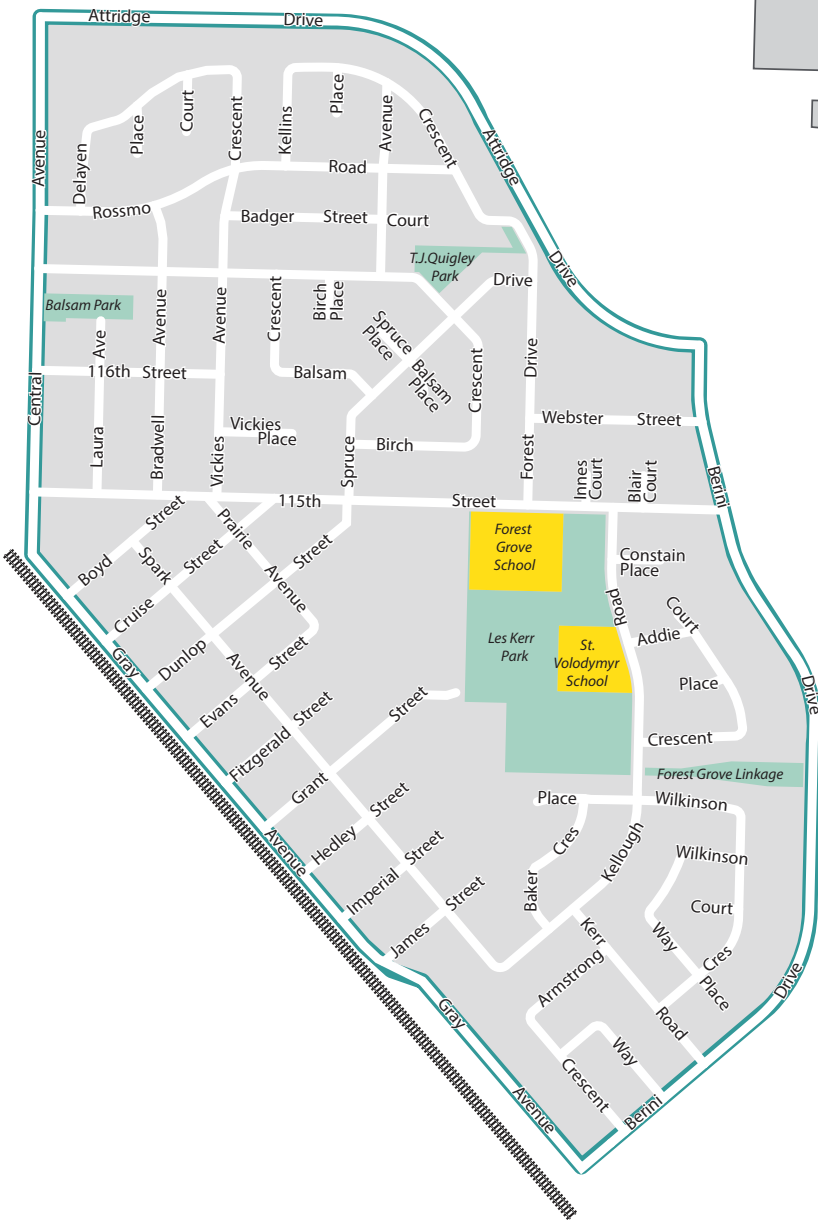 Attridge Drive
Avenue
Delayen
Place
Court
Crescent
Kellins
Place
Avenue
Crescent
Attridge
Drive
Road
Rossmo
Badger Street Court
T.J.Quigley
Park
Drive
Balsam Park
Avenue
Avenue
Crescent
Birch
Place
Spruce
Place
Balsam
Place
Crescent
Drive
Forest
Ave
Laura
116th Street
Central
Bradwell
Vickies
Vickies
Place
Balsam
Birch
Spruce
Webster Street
Innes
Court
Blair
Court
Berini
115th Street
Forest
Grove
School
Boyd Street
Prairie
Avenue
Spark
Avenue
Cruise Street
Dunlop Street
Evans Street
Fitzgerald Street
Grant Street
Hedley Street
Imperial Street
James Street
Gray
Avenue
Gray
Avenue
Constain
Place
Road
Les Kerr
Park
St.
Volodymyr
School
Addie
Court
Place
Crescent
Drive
Forest Grove Linkage
Place
Wilkinson
Cres
Baker
Kellough
Wilkinson
Court
Way
Cres
Place
Kerr
Road
Armstrong
Crescent
Way
Drive
Berini